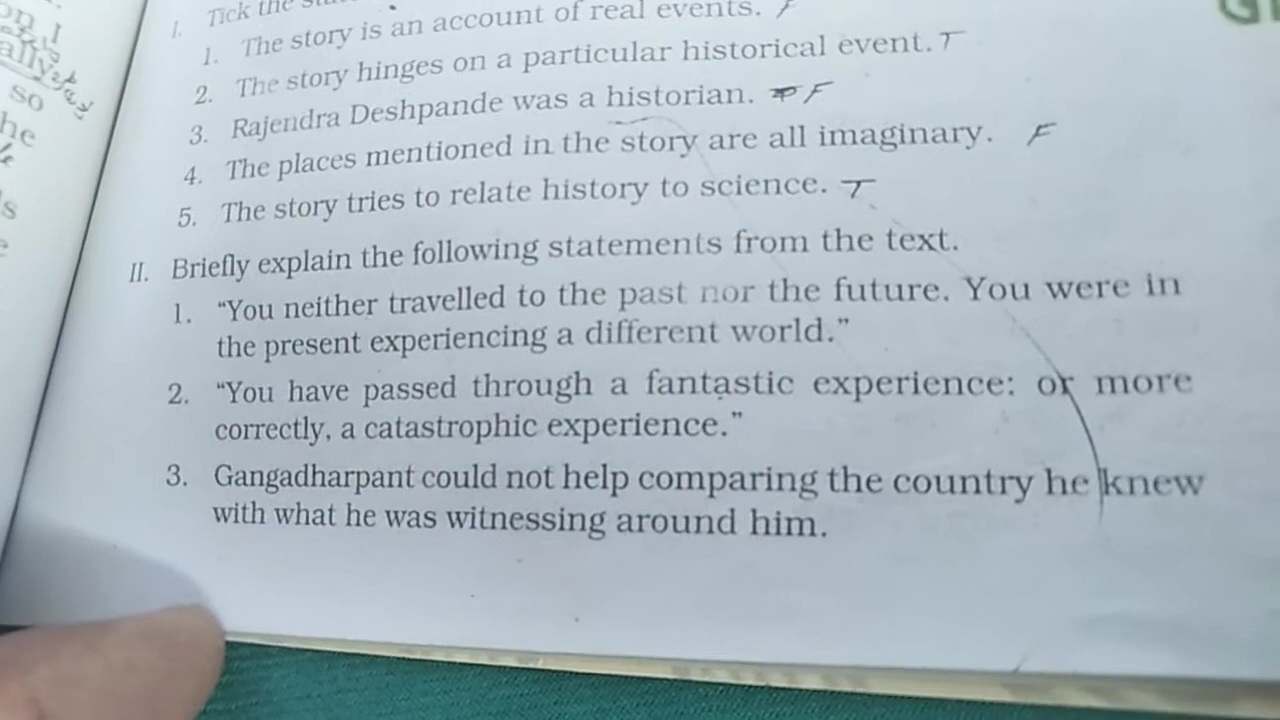 I. Tick the
1. The story is an account of real events. F
2. The story hinges on a particular historical event. T
3. Rajendra Deshpande was a historian. F
4. The places mentioned in the story are all imaginary. F
5. The story tries to relate history to science. T
II. Briefly explain the following statements from the text.
1. “You neither travelled to the past nor the future. You were in
the present experiencing a different world.”
2. “You have passed through a fantastic experience: or more
correctly, a catastrophic experience.”
3. Gangadharpant could not help comparing the country he knew
with what he was witnessing around him.